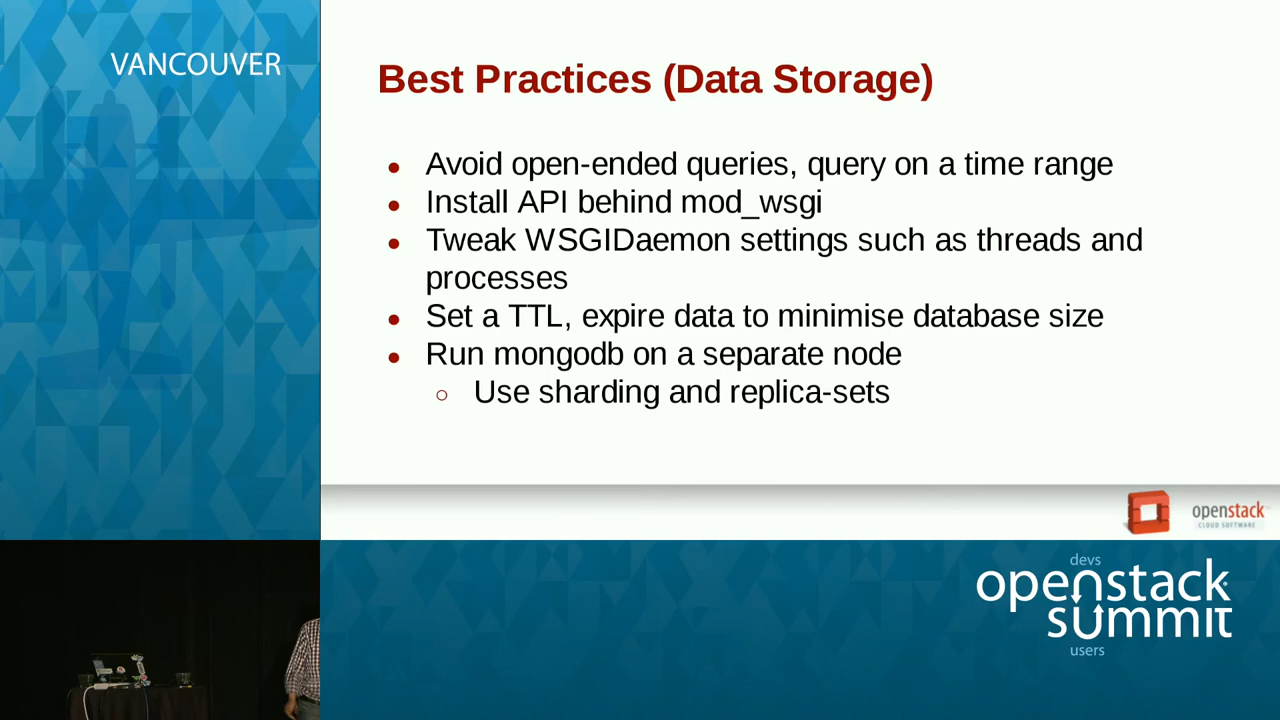 VANCOUVER
Best Practices (Data Storage)
Avoid open-ended queries, query on a time range
Install API behind mod_wsgi
Tweak WSGIDaemon settings such as threads and
processes
Set a TTL, expire data to minimise database size
Run mongodb on a separate node
Use sharding and replica-sets
openstack
CLOUD SOFTWARE
devs
openstack
summit
users